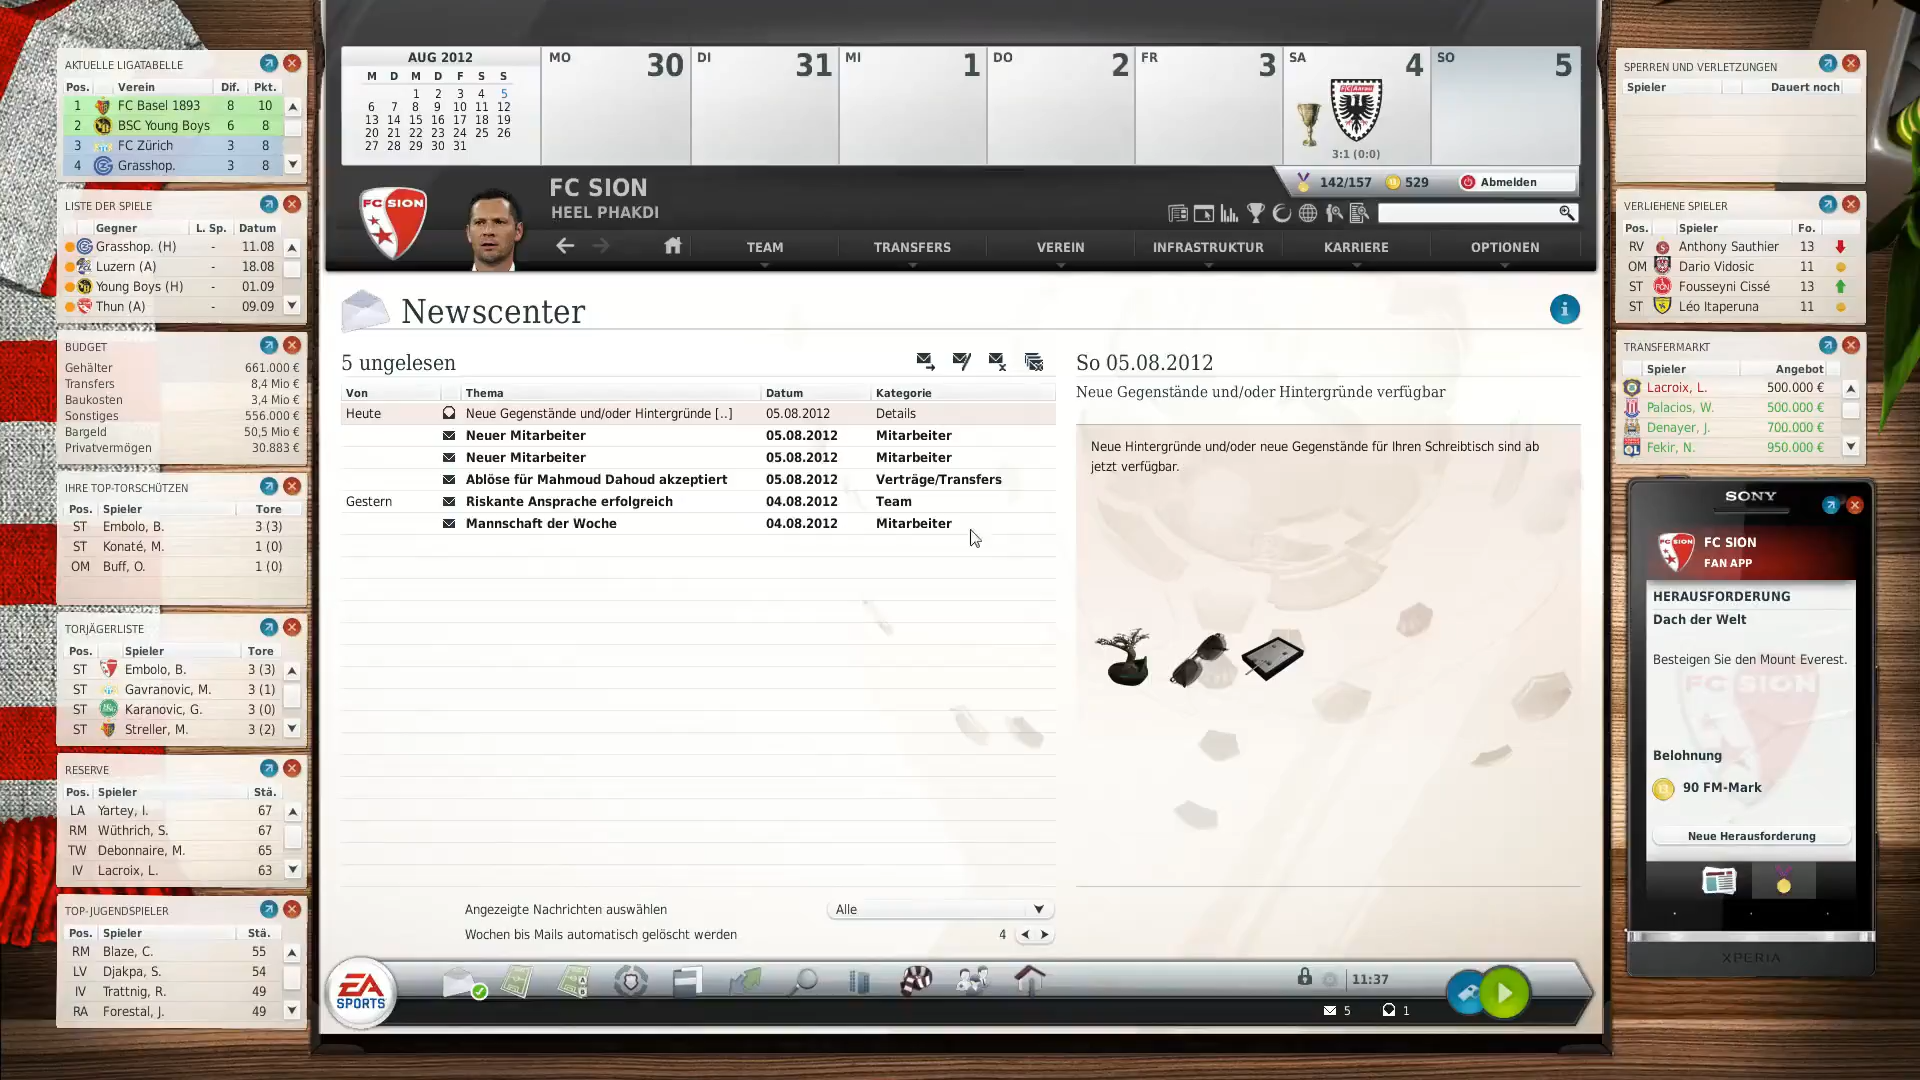 AKTUELLE LIGATABELLE
Pos. Verein Dif. Pkt.
1 FC Basel 1893 8 10
2 BSC Young Boys 6 8
3 FC Zürich 3 8
4 Grasshop. 3 8
LISTE DER SPIELE
Gegner L. Sp. Datum
Grasshop. (H) - 11.08
Luzern (A) - 18.08
Young Boys (H) - 01.09
Thun (A) - 09.09
BUDGET
Gehälter 661.000 €
Transfers 8,4 Mio €
Baukosten 3,4 Mio €
Sonstiges 556.000 €
Bargeld 50,5 Mio €
Privatvermögen 30.883 €
IHRE TOP-TORSCHÜTZEN
Pos. Spieler Tore
ST Embolo, B. 3 (3)
ST Konaté, M. 1 (0)
OM Buff, O. 1 (0)
TORJÄGERLISTE
Pos. Spieler Tore
ST Embolo, B. 3 (3)
ST Gavranovic, M. 3 (1)
ST Karanovic, G. 3 (0)
ST Streller, M. 3 (2)
RESERVE
Pos. Spieler Stä.
LA Yartey, I. 67
RM Wüthrich, S. 67
TW Debonnaire, M. 65
IV Lacroix, L. 63
TOP-JUGENDSPIELER
Pos. Spieler Stä.
RM Blaze, C. 55
LV Djakpa, S. 54
IV Trattnig, R. 49
RA Forestal, J. 49
AUG 2012
M D M D F S S
1 2 3 4 5
6 7 8 9 10 11 12
13 14 15 16 17 18 19
20 21 22 23 24 25 26
27 28 29 30 31
MO 30
DI 31
MI 1
DO 2
FR 3
SA 4
FC Aarau
3:1 (0:0)
SO 5
FC SION
FC SION
HEEL PHAKDI
142/157 529 Abmelden
TEAM TRANSFERS VEREIN INFRASTRUKTUR KARRIERE OPTIONEN
Newscenter
5 ungelesen
Von Thema Datum Kategorie
Heute Neue Gegenstände und/oder Hintergründe [..] 05.08.2012 Details
Neuer Mitarbeiter 05.08.2012 Mitarbeiter
Neuer Mitarbeiter 05.08.2012 Mitarbeiter
Ablöse für Mahmoud Dahoud akzeptiert 05.08.2012 Verträge/Transfers
Gestern Riskante Ansprache erfolgreich 04.08.2012 Team
Mannschaft der Woche 04.08.2012 Mitarbeiter
Angezeigte Nachrichten auswählen Alle
Wochen bis Mails automatisch gelöscht werden 4
So 05.08.2012
Neue Gegenstände und/oder Hintergründe verfügbar
Neue Hintergründe und/oder neue Gegenstände für Ihren Schreibtisch sind ab
jetzt verfügbar.
EA
SPORTS
11:37
5 1
SPERREN UND VERLETZUNGEN
Spieler Dauert noch
VERLIEHENE SPIELER
Pos. Spieler Fo.
RV Anthony Sauthier 13
OM Dario Vidosic 11
ST Fousseyni Cissé 13
ST Léo Itaperuna 11
TRANSFERMARKT
Spieler Angebot
Lacroix, L. 500.000 €
Palacios, W. 500.000 €
Denayer, J. 700.000 €
Fekir, N. 950.000 €
SONY
FC SION
FC SION
FAN APP
HERAUSFORDERUNG
Dach der Welt
Besteigen Sie den Mount Everest.
FC SION
Belohnung
90 FM-Mark
Neue Herausforderung
XPERIA